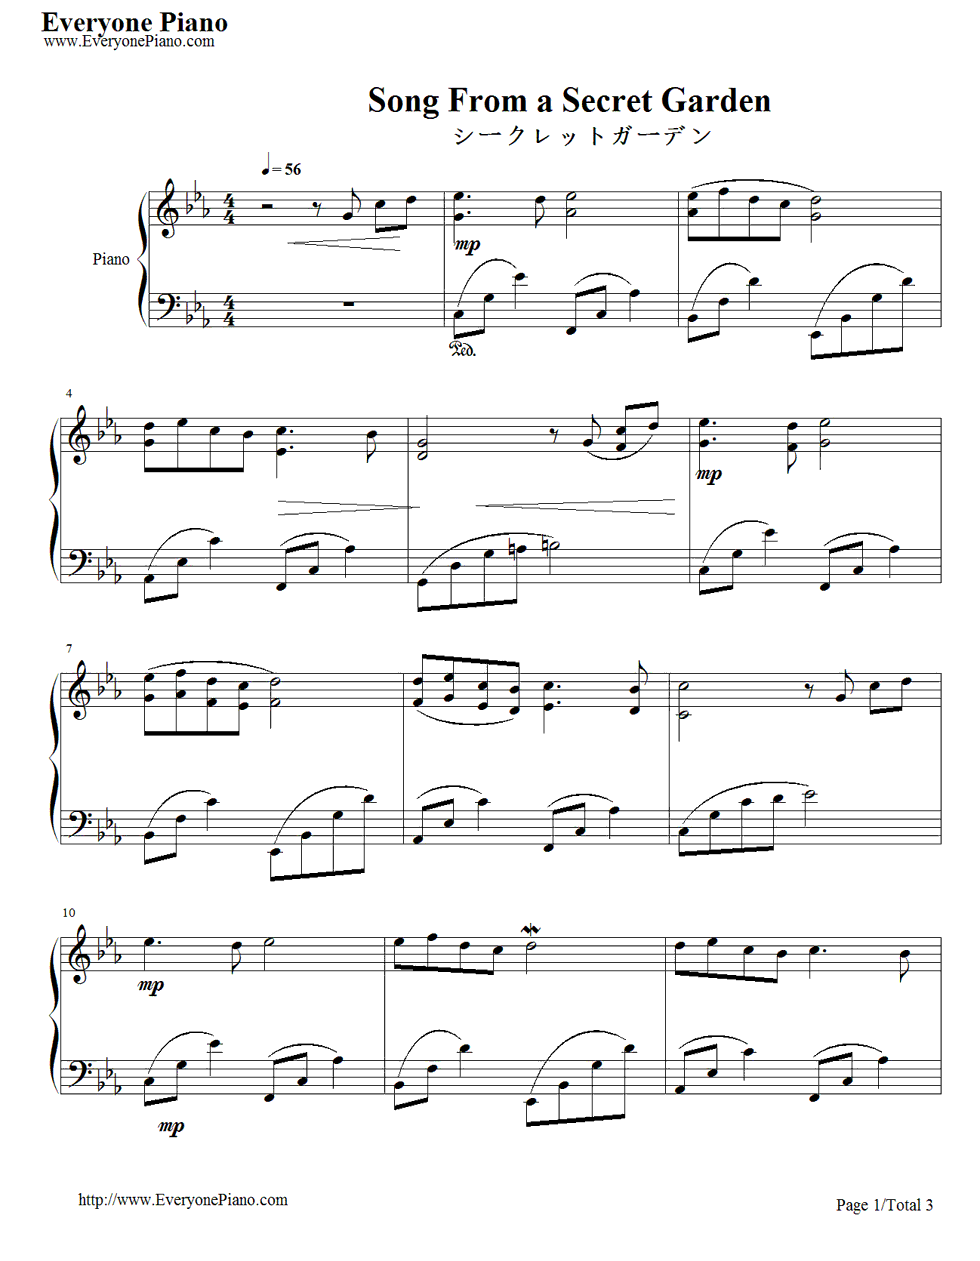 Everyone Piano
www.EveryonePiano.com
Song From a Secret Garden
シークレットガーデン
= 56
Piano
4
4
4
4
mp
Ped.
4
mp
7
10
mp
mp
http://www.EveryonePiano.com
Page 1/Total 3